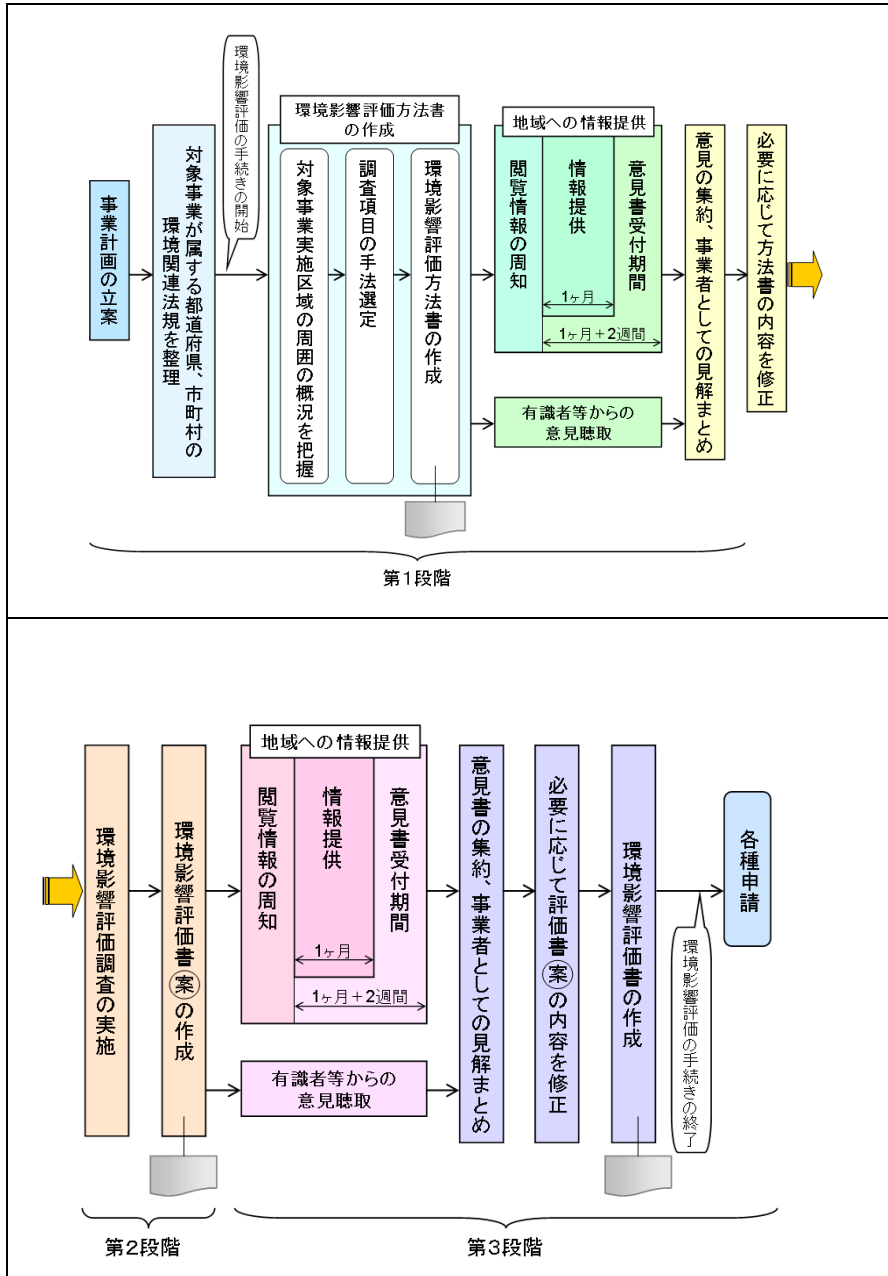 環境影響評価の手続きの開始
事業計画の立案
対象事業が属する都道府県、市町村の
環境関連法規を整理
環境影響評価方法書
の作成
対象事業実施区域の周囲の概況を把握
調査項目の手法選定
環境影響評価方法書の作成
地域への情報提供
閲覧情報の周知
情報提供
意見書受付期間
1ヶ月
1ヶ月+2週間
有識者等からの
意見聴取
意見の集約、事業者としての見解まとめ
必要に応じて方法書の内容を修正
第1段階
環境影響評価調査の実施
環境影響評価書案の作成
地域への情報提供
閲覧情報の周知
情報提供
意見書受付期間
1ヶ月
1ヶ月+2週間
有識者等からの
意見聴取
意見書の集約、事業者としての見解まとめ
必要に応じて評価書案の内容を修正
環境影響評価書の作成
環境影響評価の手続きの終了
各種申請
第2段階
第3段階